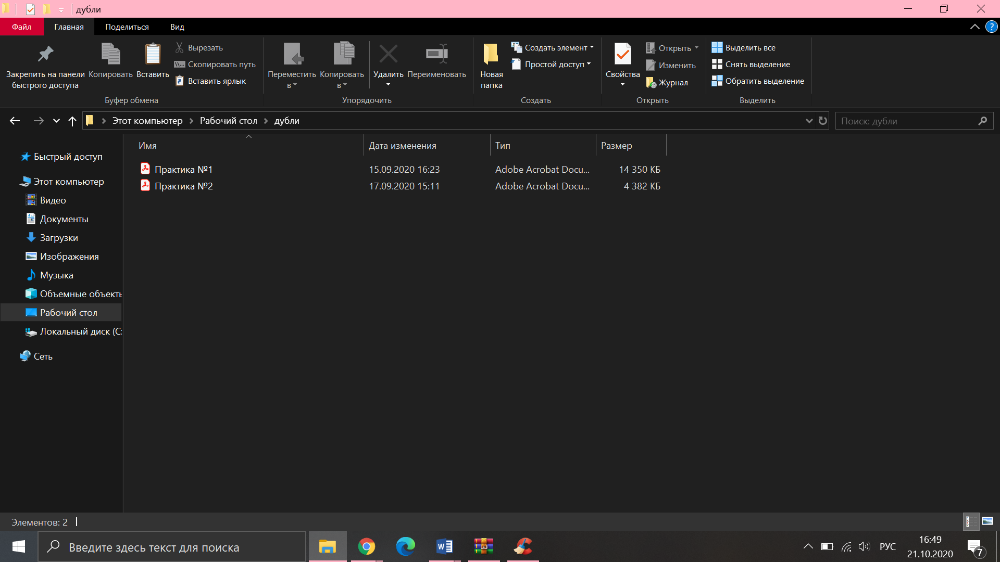 дубли
Файл Главная Поделиться Вид
Закрепить на панели
быстрого доступа
Копировать
Вставить
Вырезать
Скопировать путь
Вставить ярлык
Буфер обмена
Переместить
в
Копировать
в
Удалить
Переименовать
Упорядочить
Новая
папка
Создать элемент
Простой доступ
Создать
Свойства
Открыть
Изменить
Журнал
Открыть
Выделить все
Снять выделение
Обратить выделение
Выделить
Этот компьютер Рабочий стол дубли
Поиск: дубли
Быстрый доступ
Этот компьютер
Видео
Документы
Загрузки
Изображения
Музыка
Объемные объекты
Рабочий стол
Локальный диск (C:
Сеть
Имя Дата изменения Тип Размер
Практика №1 15.09.2020 16:23 Adobe Acrobat Docu... 14 350 КБ
Практика №2 17.09.2020 15:11 Adobe Acrobat Docu... 4 382 КБ
Элементов: 2
Введите здесь текст для поиска
РУС
16:49
21.10.2020
7